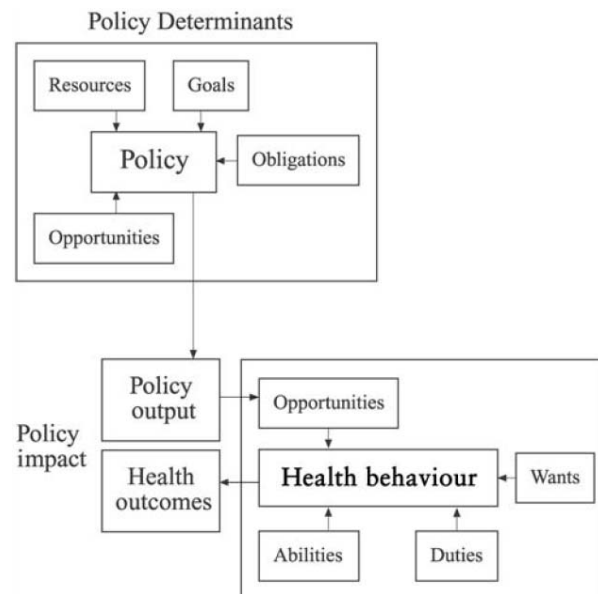 Policy Determinants
Resources
Goals
Policy
Obligations
Opportunities
Policy
output
Opportunities
Policy
impact
Health
outcomes
Health behaviour
Wants
Abilities
Duties